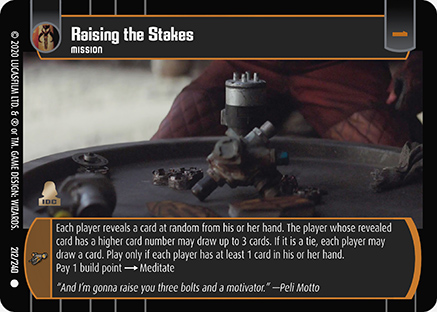 Raising the Stakes
MISSION
1
© 2020 LUCASFILM LTD. & ® OR TM. GAME DESIGN: WIZARDS.
212/240
100
Each player reveals a card at random from his or her hand. The player whose revealed
card has a higher card number may draw up to 3 cards. If it is a tie, each player may
draw a card. Play only if each player has at least 1 card in his or her hand.
Pay 1 build point → Meditate
“And I’m gonna raise you three bolts and a motivator.” —Peli Motto